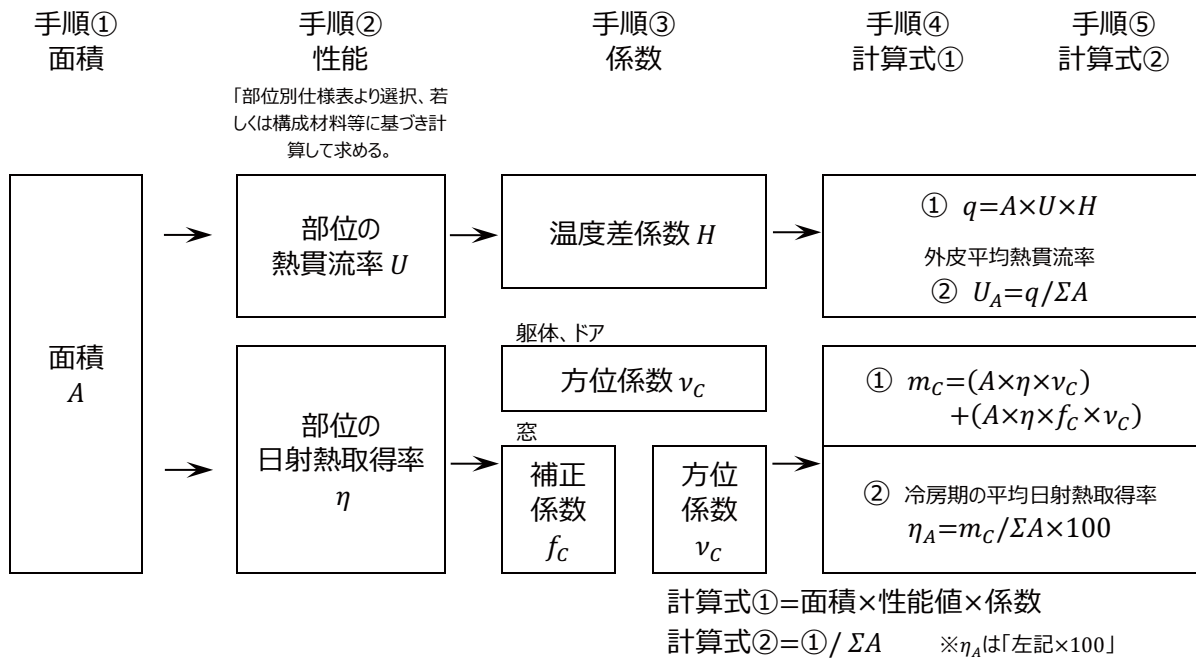 手順①
面積
手順②
性能
「部位別仕様表より選択、若
しくは構成材料等に基づき計
算して求める。
手順③
係数
手順④
計算式①
手順⑤
計算式②
面積
A
部位の
熱貫流率 U
温度差係数 H
① q=A×U×H
外皮平均熱貫流率
② U_A=q/ΣA
部位の
日射熱取得率
η
躯体、ドア
方位係数 ν_C
窓
補正
係数
f_C
方位
係数
ν_C
① m_C=(A×η×ν_C)
+(A×η×f_C×ν_C)
② 冷房期の平均日射熱取得率
η_A=m_C/ΣA×100
計算式①=面積×性能値×係数
計算式②=①/ ΣA ※η_Aは「左記×100」